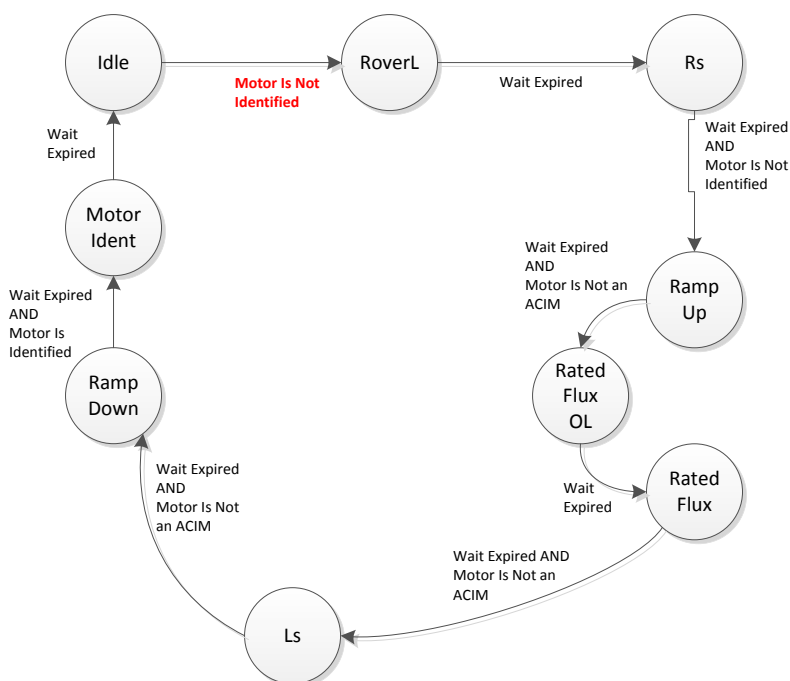 Idle
RoverL
Rs
Motor Is Not
Identified
Wait Expired
Wait
Expired
Wait Expired
AND
Motor Is Not
Identified
Motor
Ident
Wait Expired
AND
Motor Is Not an
ACIM
Ramp
Up
Wait Expired
AND
Motor Is
Identified
Rated
Flux
OL
Ramp
Down
Wait Expired
AND
Motor Is Not
an ACIM
Wait
Expired
Rated
Flux
Wait Expired AND
Motor Is Not an
ACIM
Ls